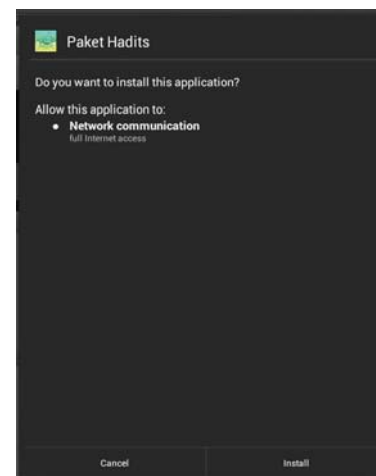 Paket Hadits
Do you want to install this application?
Allow this application to:
● Network communication
full Internet access
Cancel
Install